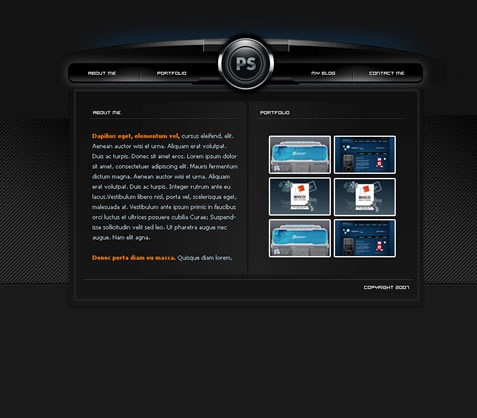 PS
ABOUT ME
PORTFOLIO
MY BLOG
CONTACT ME
ABOUT ME
Dapibus eget, elementum vel, cursus eleifend, elit.
Aenean auctor wisi et urna. Aliquam erat volutpat.
Duis ac turpis. Donec sit amet eros. Lorem ipsum dolor
sit amet, consectetuer adipiscing elit. Mauris fermentum
dictum magna. Aenean auctor wisi et urna. Aliquam
erat volutpat. Duis ac turpis. Integer rutrum ante eu
lacus.Vestibulum libero nisl, porta vel, scelerisque eget,
malesuada at. Vestibulum ante ipsum primis in faucibus
orci luctus et ultrices posuere cubilia Curae; Suspend-
isse sollicitudin velit sed leo. Ut pharetra augue nec
augue. Nam elit agna.
Donec porta diam eu massa. Quisque diam lorem,
PORTFOLIO
COPYRIGHT 2007